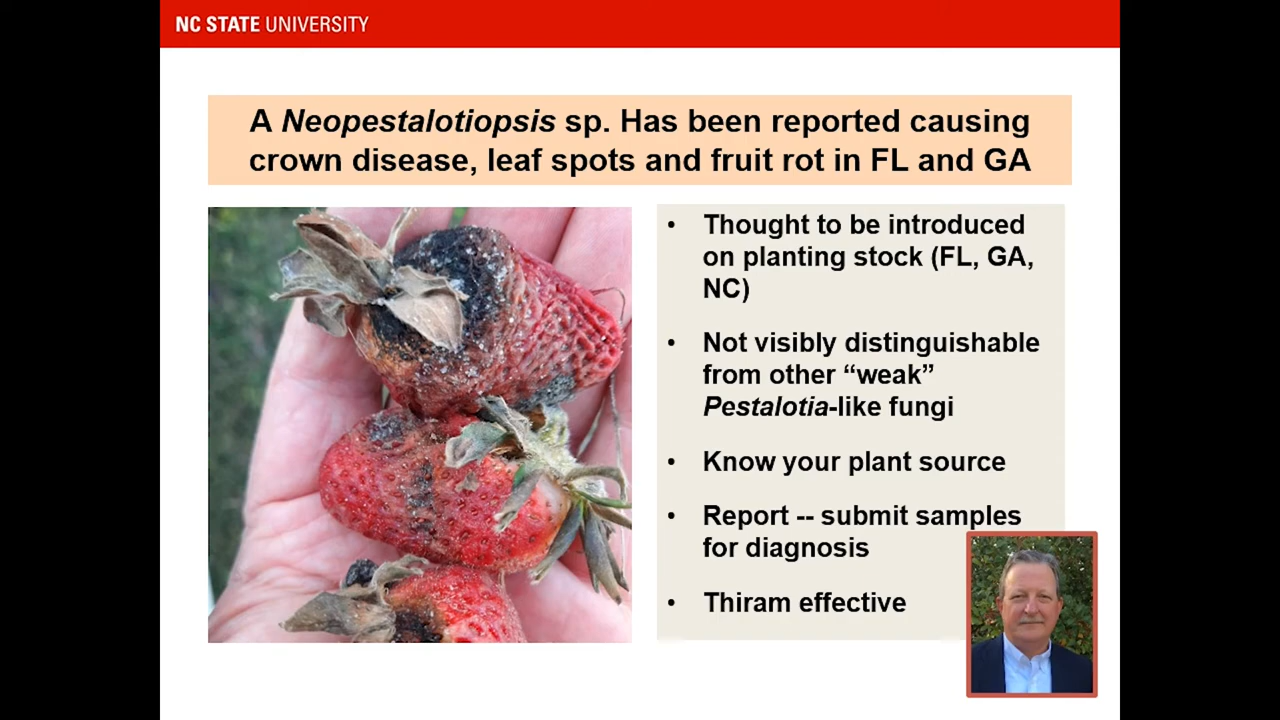 NC STATE UNIVERSITY
A Neopestalotiopsis sp. Has been reported causing
crown disease, leaf spots and fruit rot in FL and GA
• Thought to be introduced
on planting stock (FL, GA,
NC)
• Not visibly distinguishable
from other “weak”
Pestalotia-like fungi
• Know your plant source
• Report -- submit samples
for diagnosis
• Thiram effective